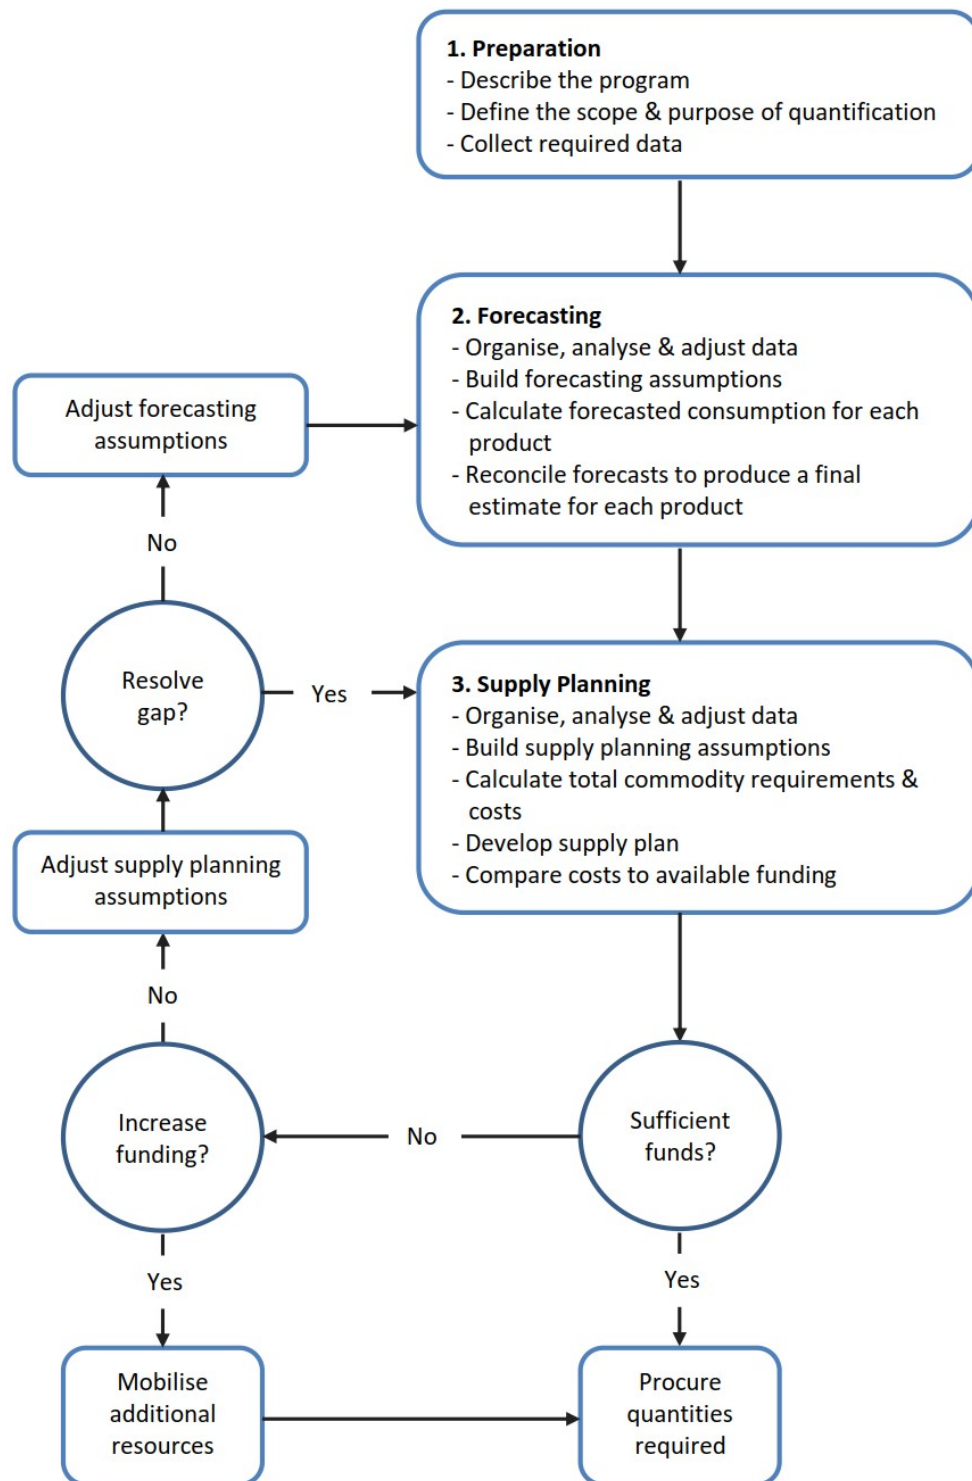 1. Preparation
- Describe the program
- Define the scope & purpose of quantification
- Collect required data
2. Forecasting
- Organise, analyse & adjust data
- Build forecasting assumptions
- Calculate forecasted consumption for each
product
- Reconcile forecasts to produce a final
estimate for each product
Adjust forecasting
assumptions
No
Resolve
gap?
Yes
3. Supply Planning
- Organise, analyse & adjust data
- Build supply planning assumptions
- Calculate total commodity requirements &
costs
- Develop supply plan
- Compare costs to available funding
Adjust supply planning
assumptions
No
Increase
funding?
No
Sufficient
funds?
Yes
Yes
Mobilise
additional
resources
Procure
quantities
required